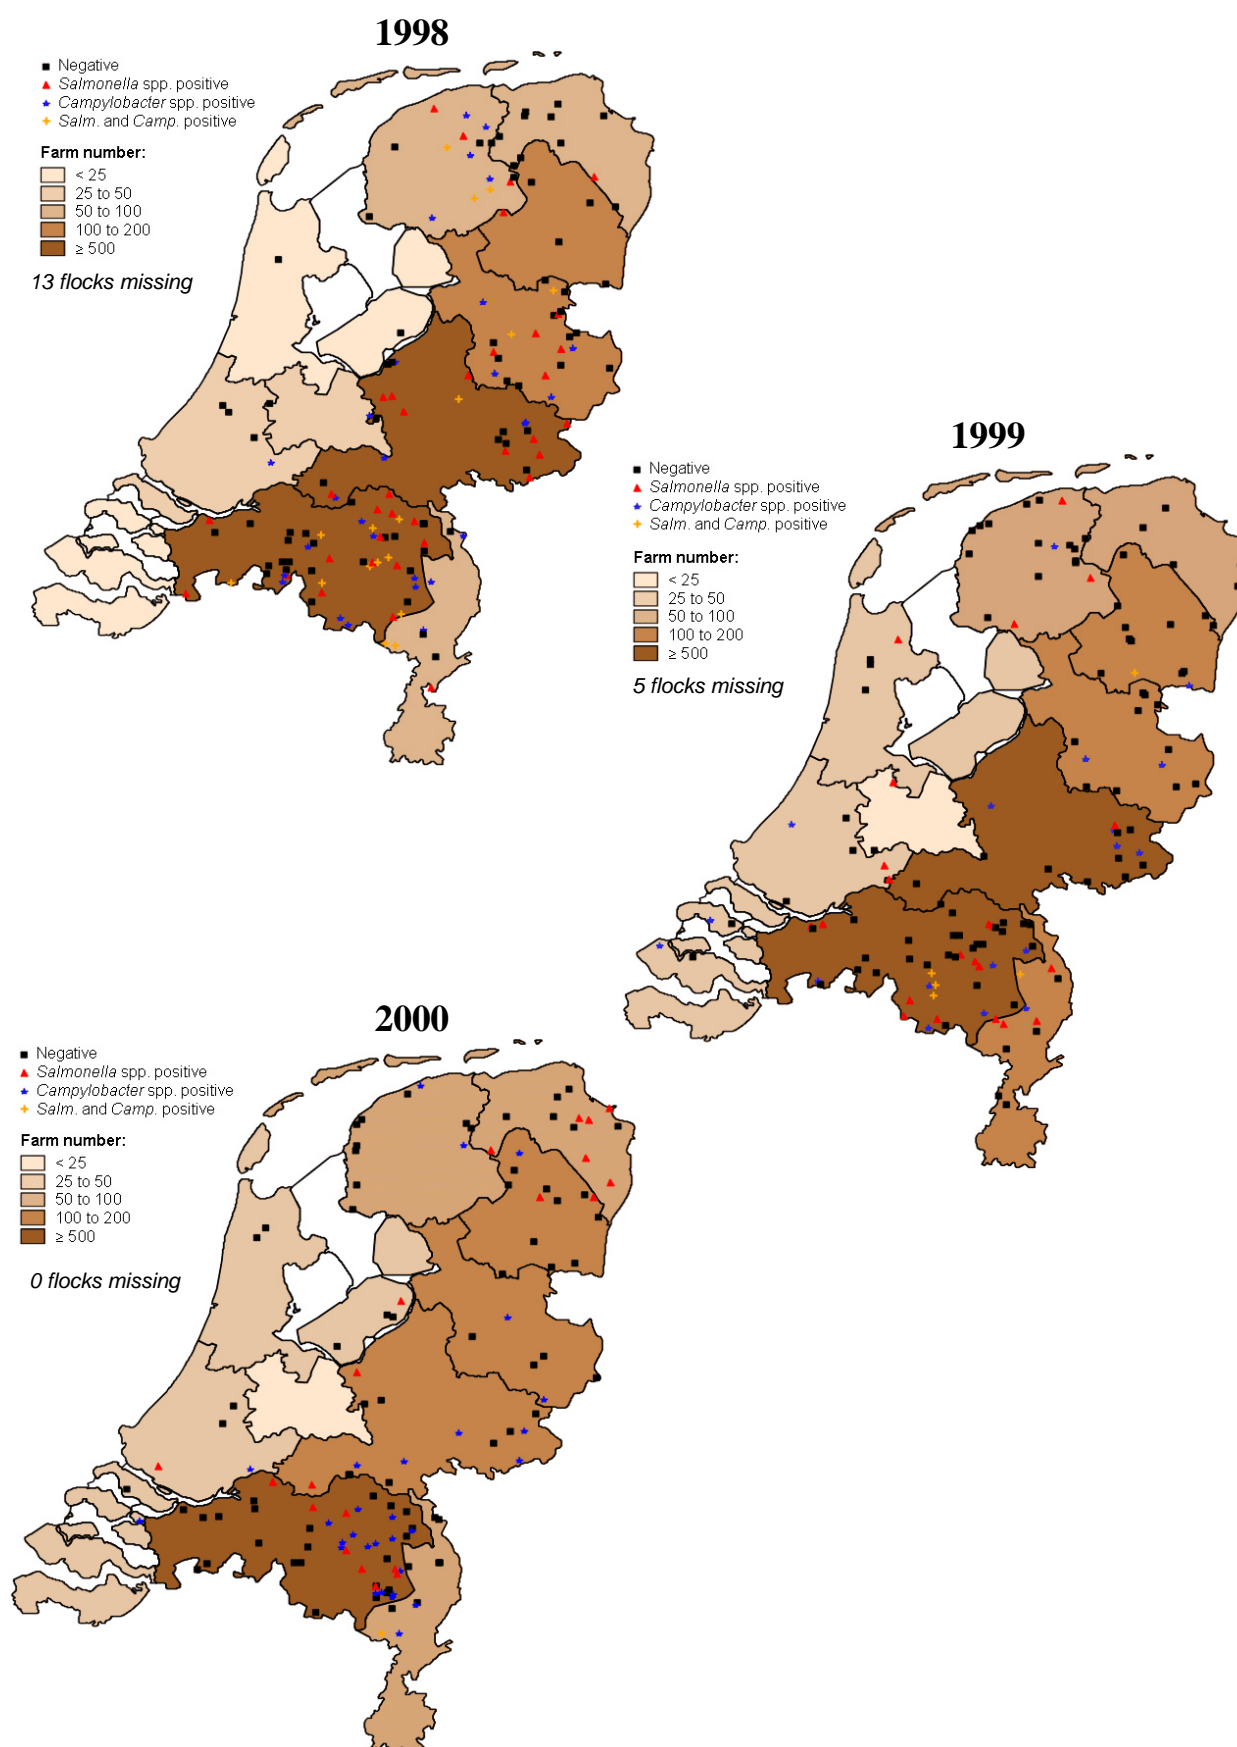 1998
Negative
Salmonella spp. positive
Campylobacter spp. positive
Salm. and Camp. positive
Farm number:
< 25
25 to 50
50 to 100
100 to 200
≥ 500
13 flocks missing
1999
Negative
Salmonella spp. positive
Campylobacter spp. positive
Salm. and Camp. positive
Farm number:
< 25
25 to 50
50 to 100
100 to 200
≥ 500
5 flocks missing
2000
Negative
Salmonella spp. positive
Campylobacter spp. positive
Salm. and Camp. positive
Farm number:
< 25
25 to 50
50 to 100
100 to 200
≥ 500
0 flocks missing